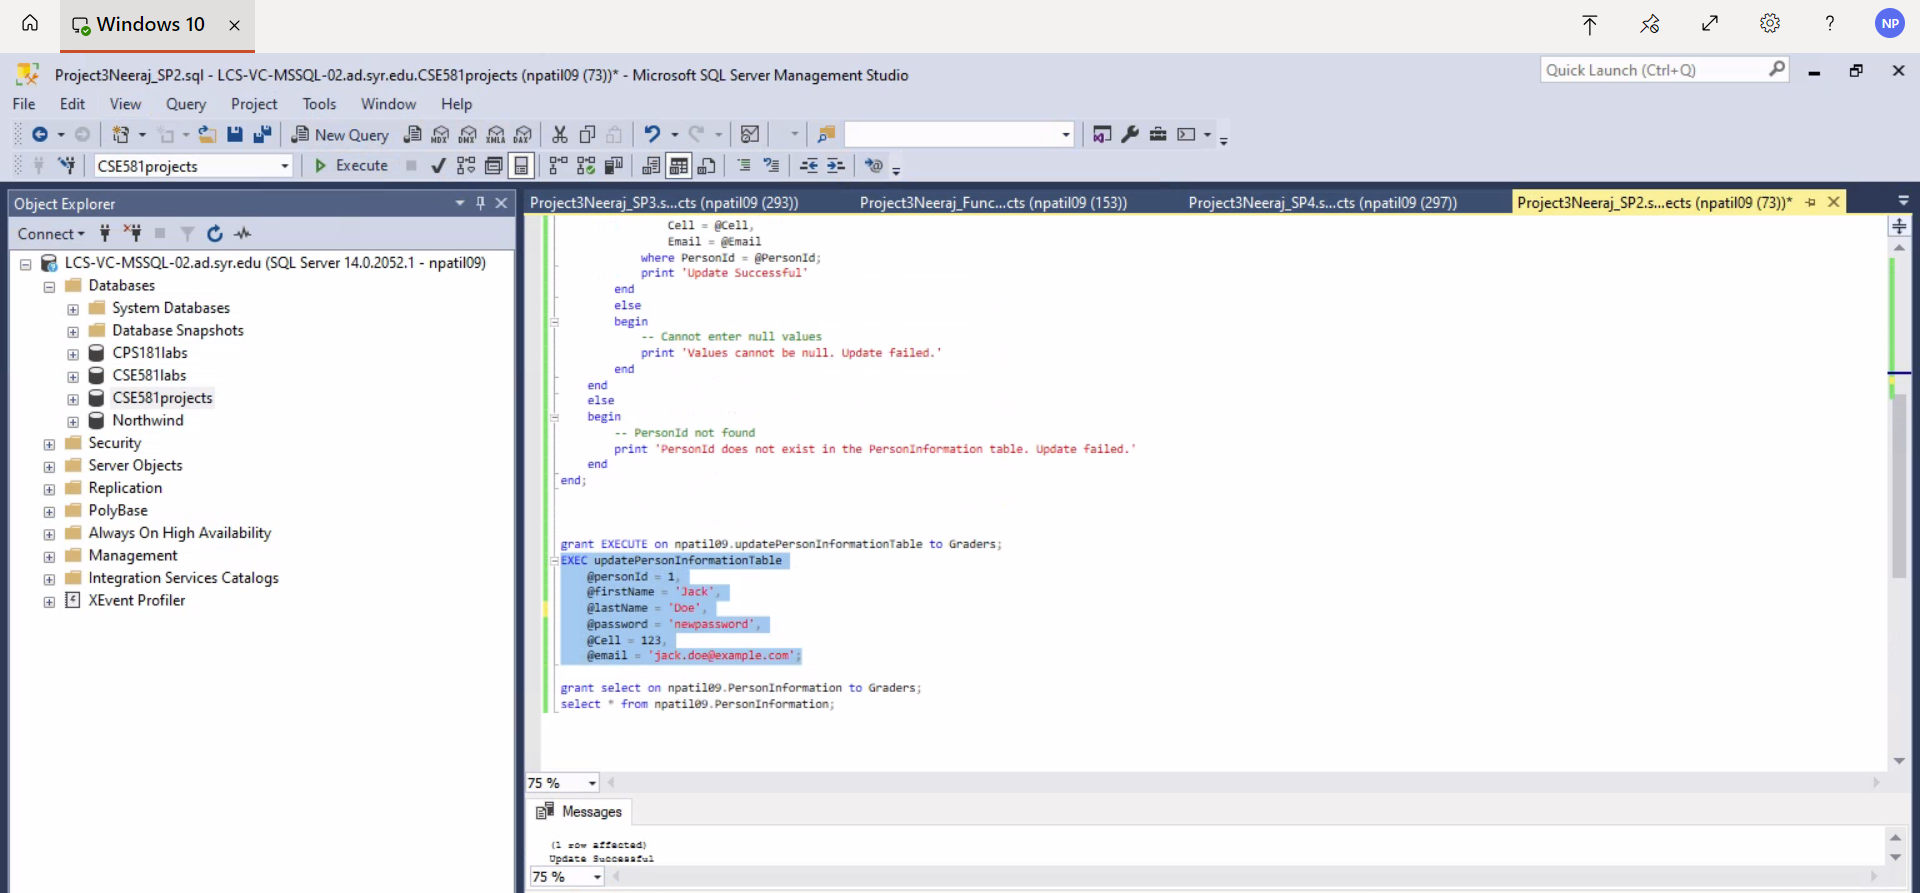 Windows 10
NP
Project3Neeraj_SP2.sql - LCS-VC-MSSQL-02.ad.syr.edu.CSE581projects (npatil09 (73))* - Microsoft SQL Server Management Studio
Quick Launch (Ctrl+Q)
File Edit View Query Project Tools Window Help
New Query MDX DMX XMLA DAX
CSE581projects Execute
Object Explorer
Project3Neeraj_SP3.s...cts (npatil09 (293)) Project3Neeraj_Func...cts (npatil09 (153)) Project3Neeraj_SP4.s...cts (npatil09 (297)) Project3Neeraj_SP2.s...ects (npatil09 (73))*
Connect
LCS-VC-MSSQL-02.ad.syr.edu (SQL Server 14.0.2052.1 - npatil09)
Databases
System Databases
Database Snapshots
CPS181labs
CSE581labs
CSE581projects
Northwind
Security
Server Objects
Replication
PolyBase
Always On High Availability
Management
Integration Services Catalogs
XEvent Profiler
Cell = @Cell,
Email = @Email
where PersonId = @PersonId;
print 'Update Successful'
end
else
begin
-- Cannot enter null values
print 'Values cannot be null. Update failed.'
end
end
else
begin
-- PersonId not found
print 'PersonId does not exist in the PersonInformation table. Update failed.'
end
end;
grant EXECUTE on npatil09.updatePersonInformationTable to Graders;
EXEC updatePersonInformationTable
@personId = 1,
@firstName = 'Jack',
@lastName = 'Doe',
@password = 'newpassword',
@Cell = 123,
@email = 'jack.doe@example.com';
grant select on npatil09.PersonInformation to Graders;
select * from npatil09.PersonInformation;
75 %
Messages
(1 row affected)
Update Successful
75 %